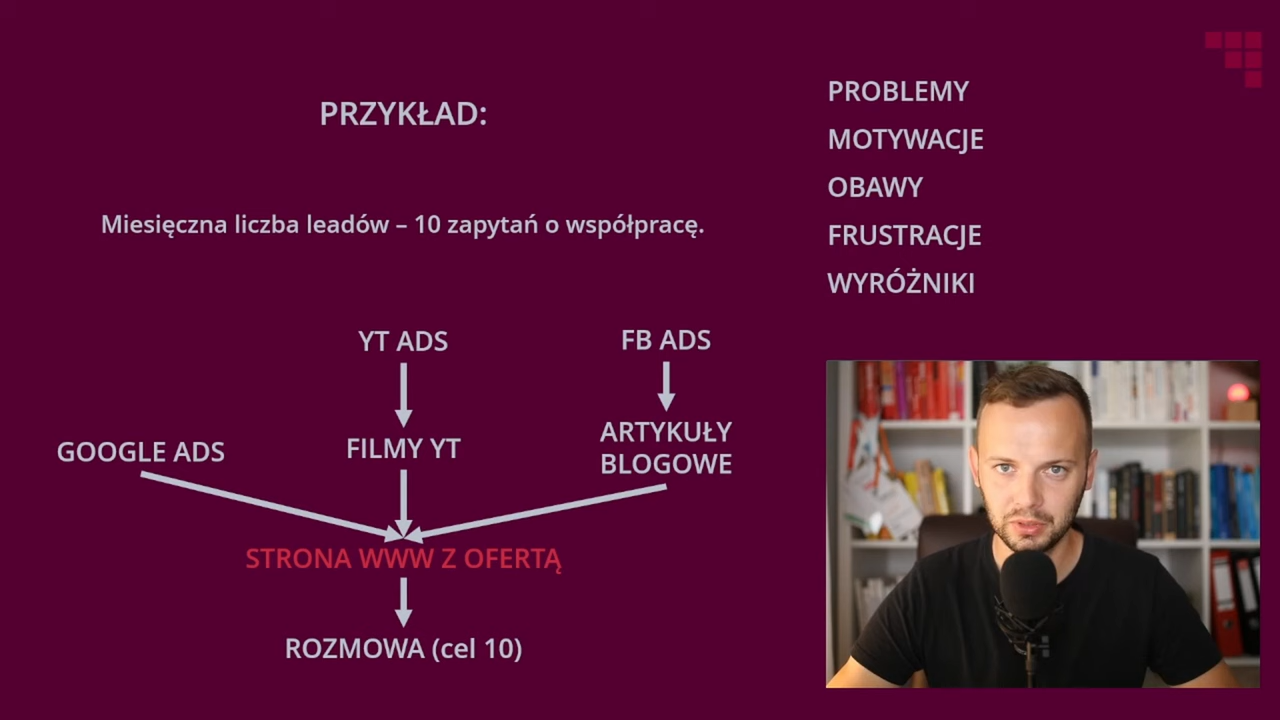 PRZYKŁAD:
Miesięczna liczba leadów – 10 zapytań o współpracę.
YT ADS
FB ADS
GOOGLE ADS
FILMY YT
ARTYKUŁY
BLOGOWE
STRONA WWW Z OFERTĄ
ROZMOWA (cel 10)
PROBLEMY
MOTYWACJE
OBAWY
FRUSTRACJE
WYRÓŻNIKI